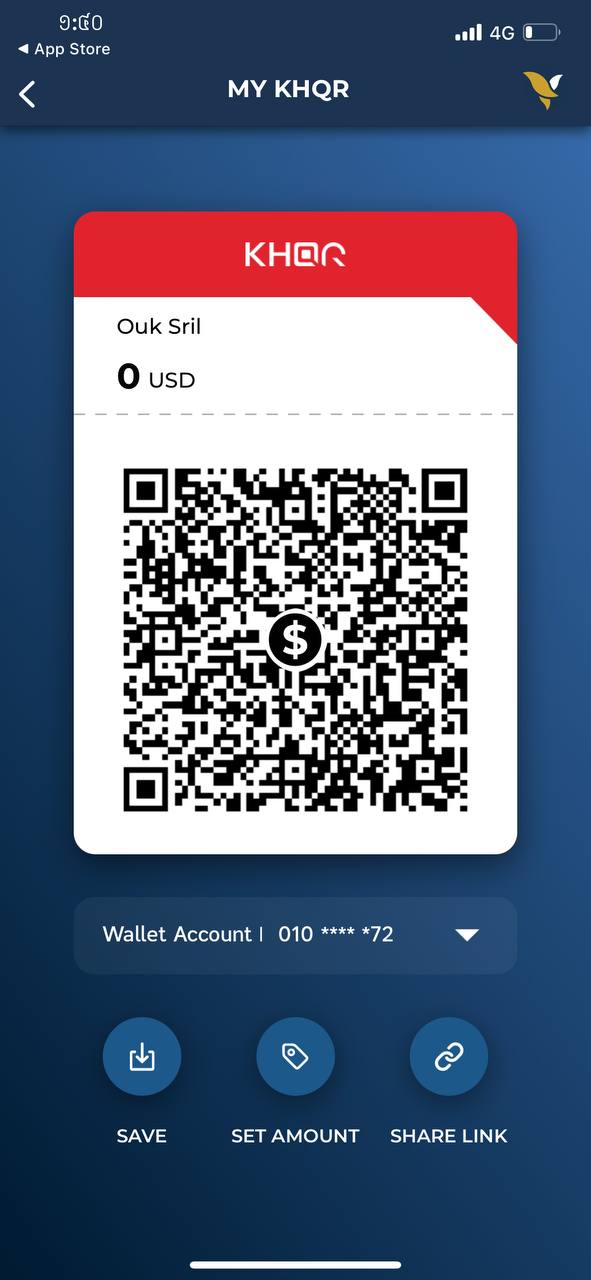 ១:៥០
◀ App Store
4G
MY KHQR
KHQR
Ouk Sril
0 USD
$
Wallet Account | 010 **** *72
SAVE
SET AMOUNT
SHARE LINK